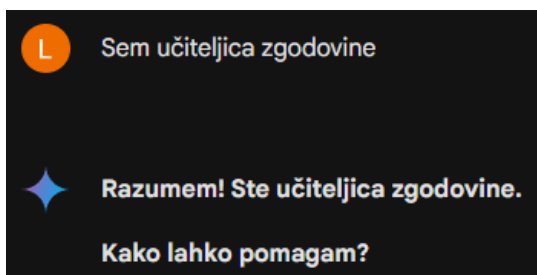 L
Sem učiteljica zgodovine
Razumem! Ste učiteljica zgodovine.
Kako lahko pomagam?